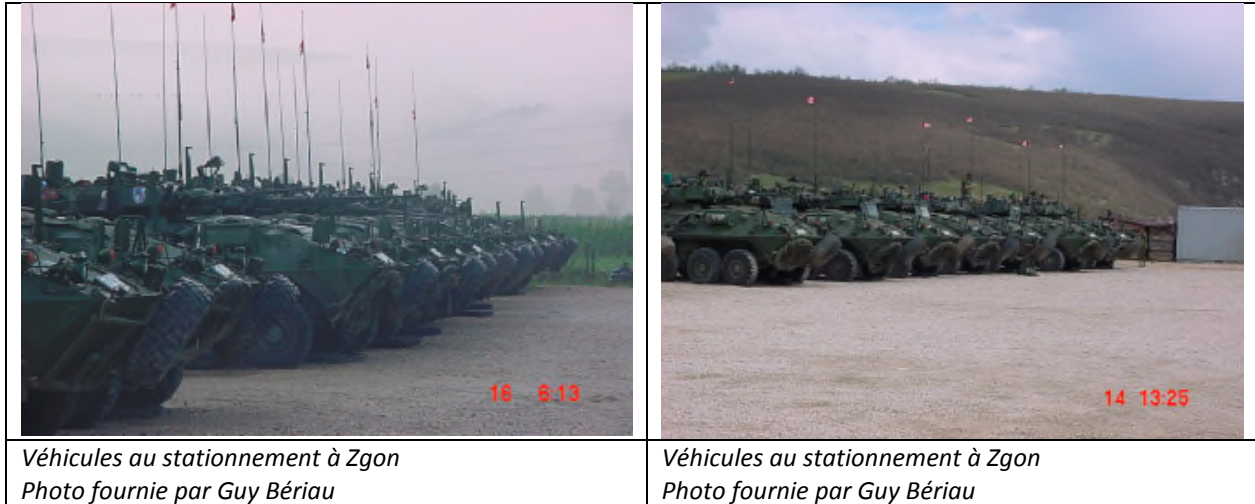 16 6:13
14 13:25
Véhicules au stationnement à Zgon
Photo fournie par Guy Bériau
Véhicules au stationnement à Zgon
Photo fournie par Guy Bériau